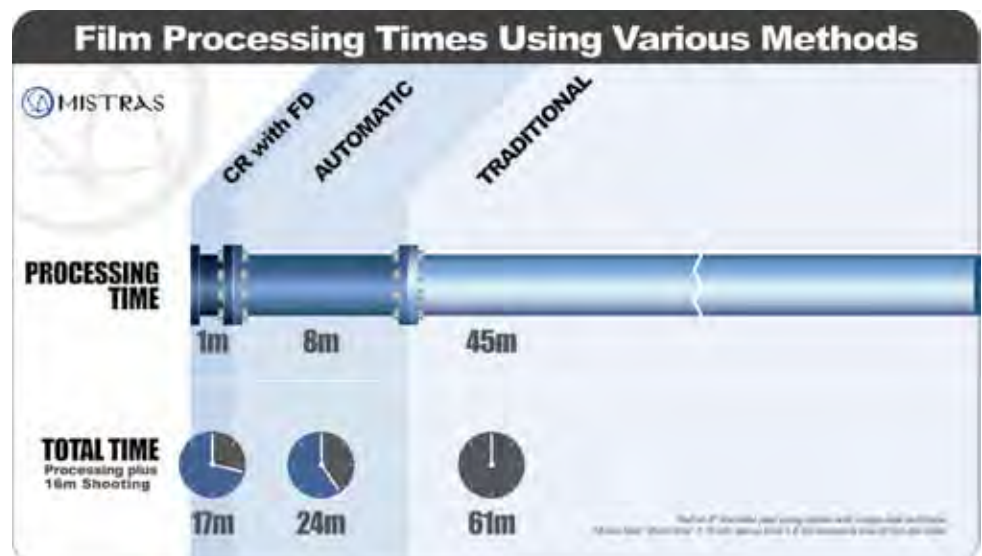 Film Processing Times Using Various Methods
MISTRAS
CR with FD
AUTOMATIC
TRADITIONAL
PROCESSING
TIME
1m
8m
45m
TOTAL TIME
Processing plus
16m Shooting
17m
24m
61m